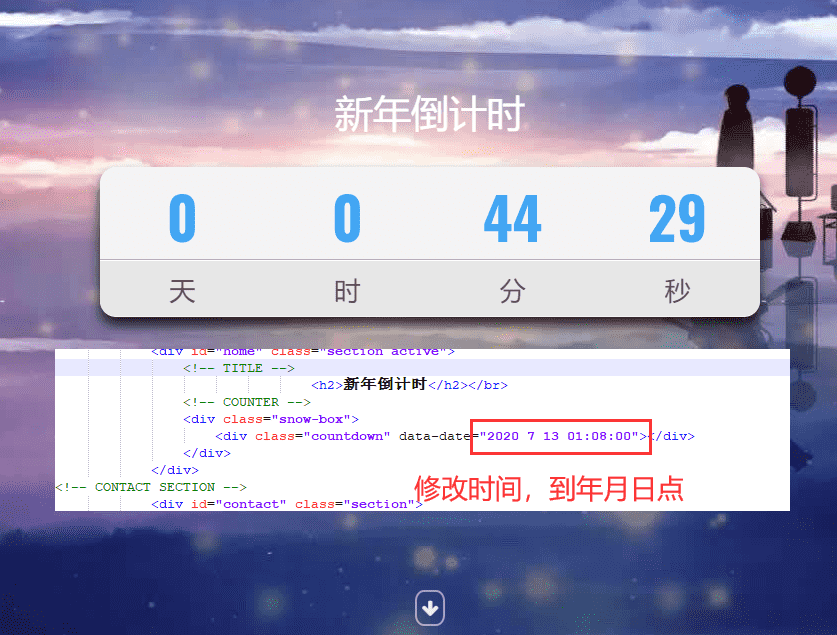 新年倒计时
0 0 44 29
天 时 分 秒
<div id="home" class="section active">
<!-- TITLE -->
<h2>新年倒计时</h2></br>
<!-- COUNTER -->
<div class="snow-box">
<div class="countdown" data-date="2020 7 13 01:08:00"></div>
</div>
</div>
<!-- CONTACT SECTION -->
修改时间，到年月日点
<div id="contact" class="section">